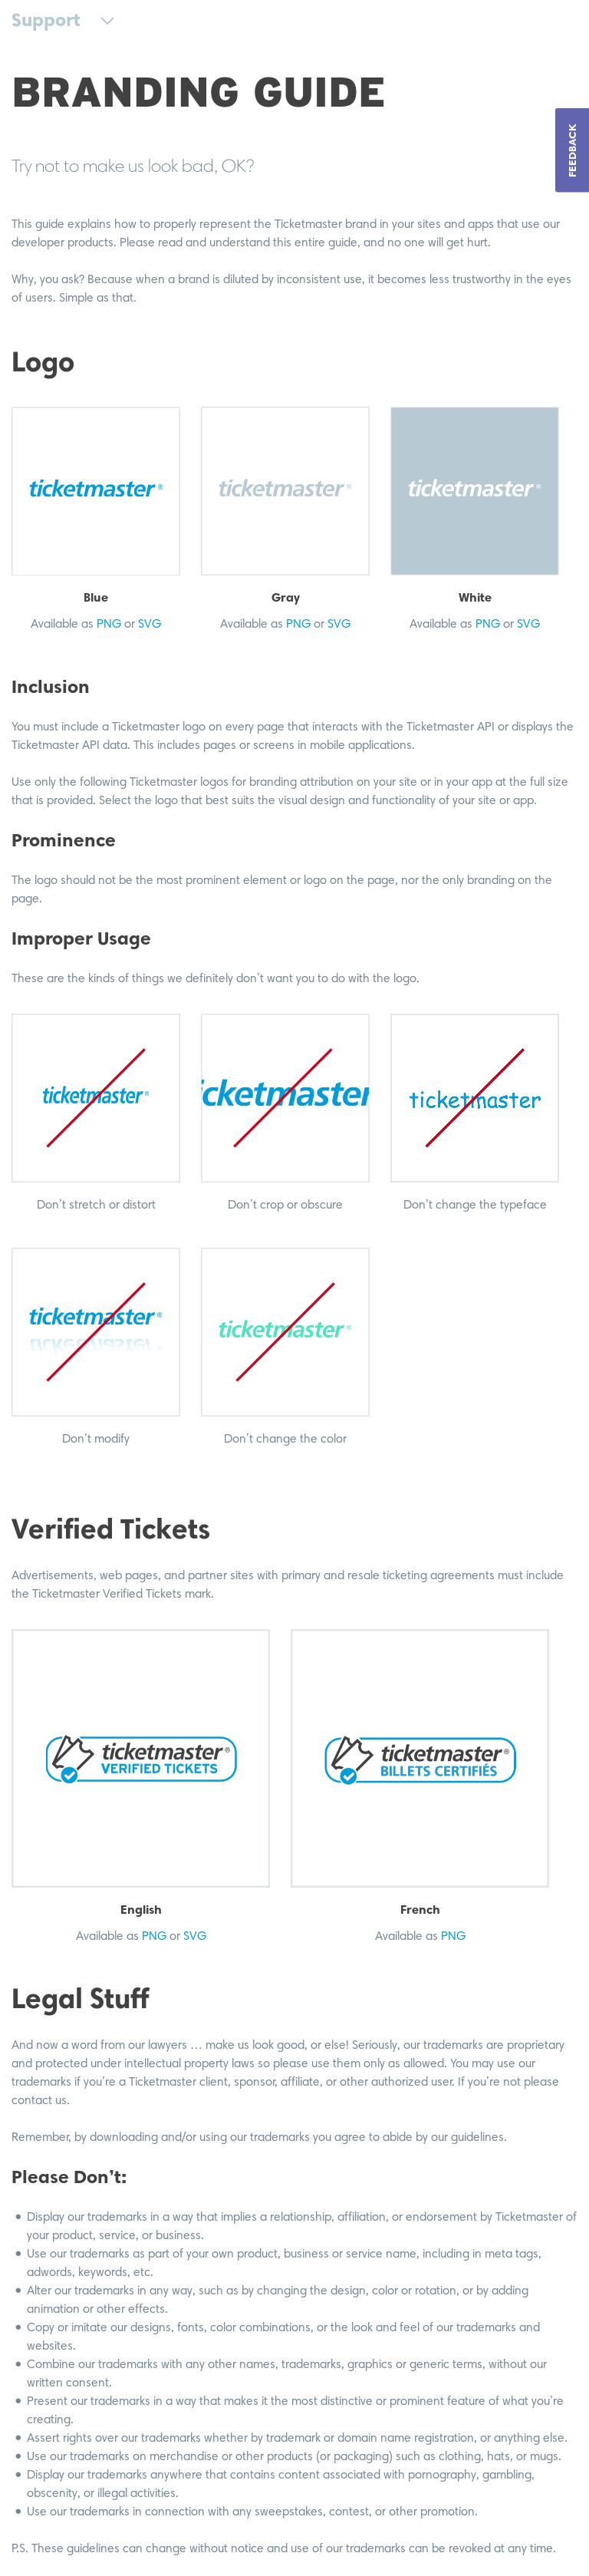 Support
BRANDING GUIDE
FEEDBACK
Try not to make us look bad, OK?
This guide explains how to properly represent the Ticketmaster brand in your sites and apps that use our
developer products. Please read and understand this entire guide, and no one will get hurt.
Why, you ask? Because when a brand is diluted by inconsistent use, it becomes less trustworthy in the eyes
of users. Simple as that.
Logo
ticketmaster®
ticketmaster®
ticketmaster®
Blue
Gray
White
Available as PNG or SVG
Available as PNG or SVG
Available as PNG or SVG
Inclusion
You must include a Ticketmaster logo on every page that interacts with the Ticketmaster API or displays the
Ticketmaster API data. This includes pages or screens in mobile applications.
Use only the following Ticketmaster logos for branding attribution on your site or in your app at the full size
that is provided. Select the logo that best suits the visual design and functionality of your site or app.
Prominence
The logo should not be the most prominent element or logo on the page, nor the only branding on the
page.
Improper Usage
These are the kinds of things we definitely don't want you to do with the logo.
ticketmaster®
icketmaster
ticketmaster
Don't stretch or distort
Don't crop or obscure
Don't change the typeface
ticketmaster®
ticketmaster
ticketmaster®
Don't modify
Don't change the color
Verified Tickets
Advertisements, web pages, and partner sites with primary and resale ticketing agreements must include
the Ticketmaster Verified Tickets mark.
ticketmaster®
VERIFIED TICKETS
ticketmaster®
BILLETS CERTIFIÉS
English
French
Available as PNG or SVG
Available as PNG
Legal Stuff
And now a word from our lawyers … make us look good, or else! Seriously, our trademarks are proprietary
and protected under intellectual property laws so please use them only as allowed. You may use our
trademarks if you're a Ticketmaster client, sponsor, affiliate, or other authorized user. If you're not please
contact us.
Remember, by downloading and/or using our trademarks you agree to abide by our guidelines.
Please Don't:
• Display our trademarks in a way that implies a relationship, affiliation, or endorsement by Ticketmaster of
your product, service, or business.
• Use our trademarks as part of your own product, business or service name, including in meta tags,
adwords, keywords, etc.
• Alter our trademarks in any way, such as by changing the design, color or rotation, or by adding
animation or other effects.
• Copy or imitate our designs, fonts, color combinations, or the look and feel of our trademarks and
websites.
• Combine our trademarks with any other names, trademarks, graphics or generic terms, without our
written consent.
• Present our trademarks in a way that makes it the most distinctive or prominent feature of what you're
creating.
• Assert rights over our trademarks whether by trademark or domain name registration, or anything else.
• Use our trademarks on merchandise or other products (or packaging) such as clothing, hats, or mugs.
• Display our trademarks anywhere that contains content associated with pornography, gambling,
obscenity, or illegal activities.
• Use our trademarks in connection with any sweepstakes, contest, or other promotion.
P.S. These guidelines can change without notice and use of our trademarks can be revoked at any time.